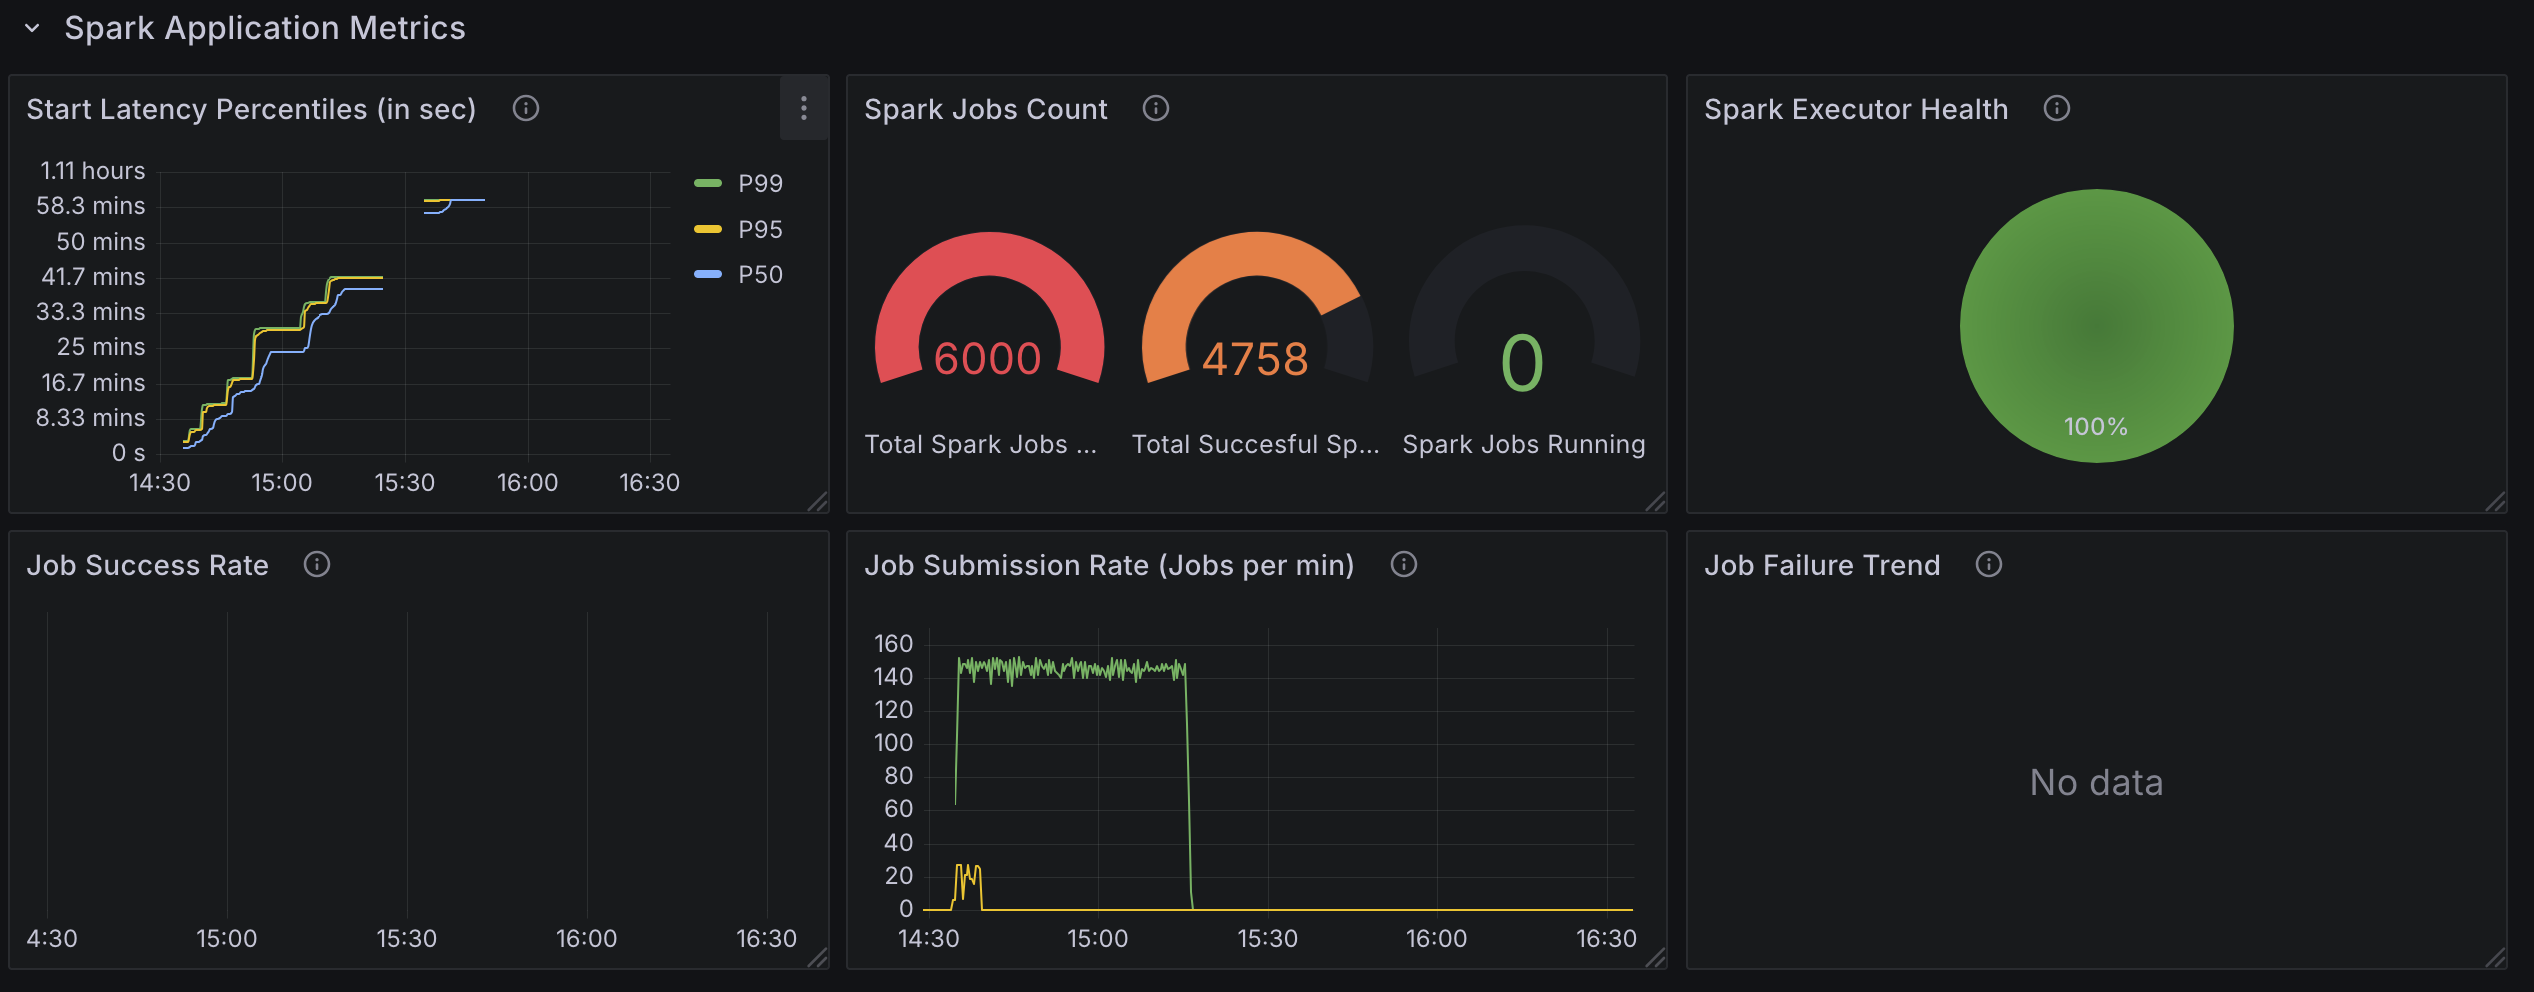 Spark Application Metrics
Start Latency Percentiles (in sec)
1.11 hours
58.3 mins
50 mins
41.7 mins
33.3 mins
25 mins
16.7 mins
8.33 mins
0 s
14:30 15:00 15:30 16:00 16:30
P99
P95
P50
Spark Jobs Count
6000 4758 0
Total Spark Jobs ... Total Succesful Sp... Spark Jobs Running
Spark Executor Health
100%
Job Success Rate
4:30 15:00 15:30 16:00 16:30
Job Submission Rate (Jobs per min)
160
140
120
100
80
60
40
20
0
14:30 15:00 15:30 16:00 16:30
Job Failure Trend
No data